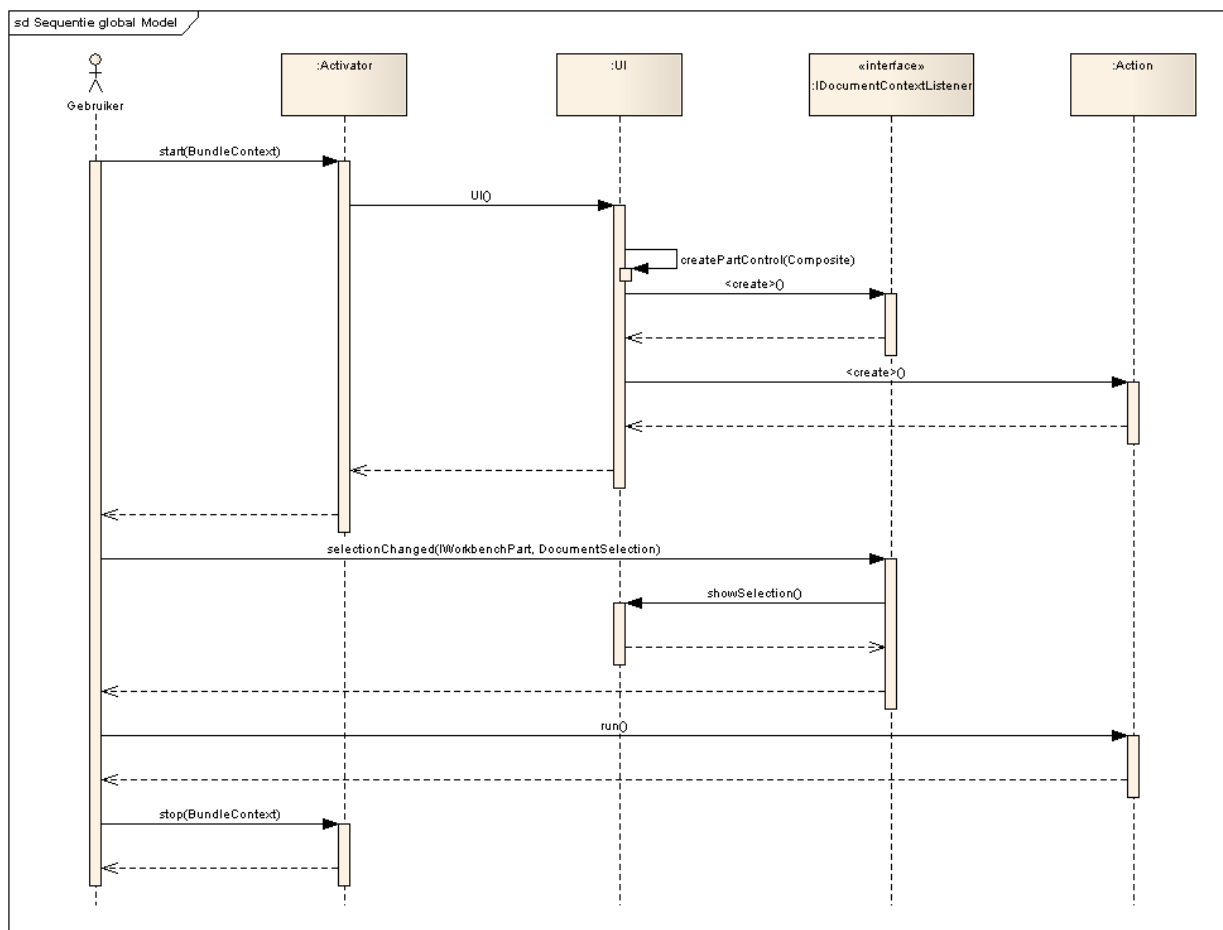 sd Sequentie global Model
Gebruiker
:Activator
:UI
«interface»
:IDocumentContextListener
:Action
start(BundleContext)
UI()
createPartControl(Composite)
<create>()
<create>()
selectionChanged(IWorkbenchPart, DocumentSelection)
showSelection()
run()
stop(BundleContext)